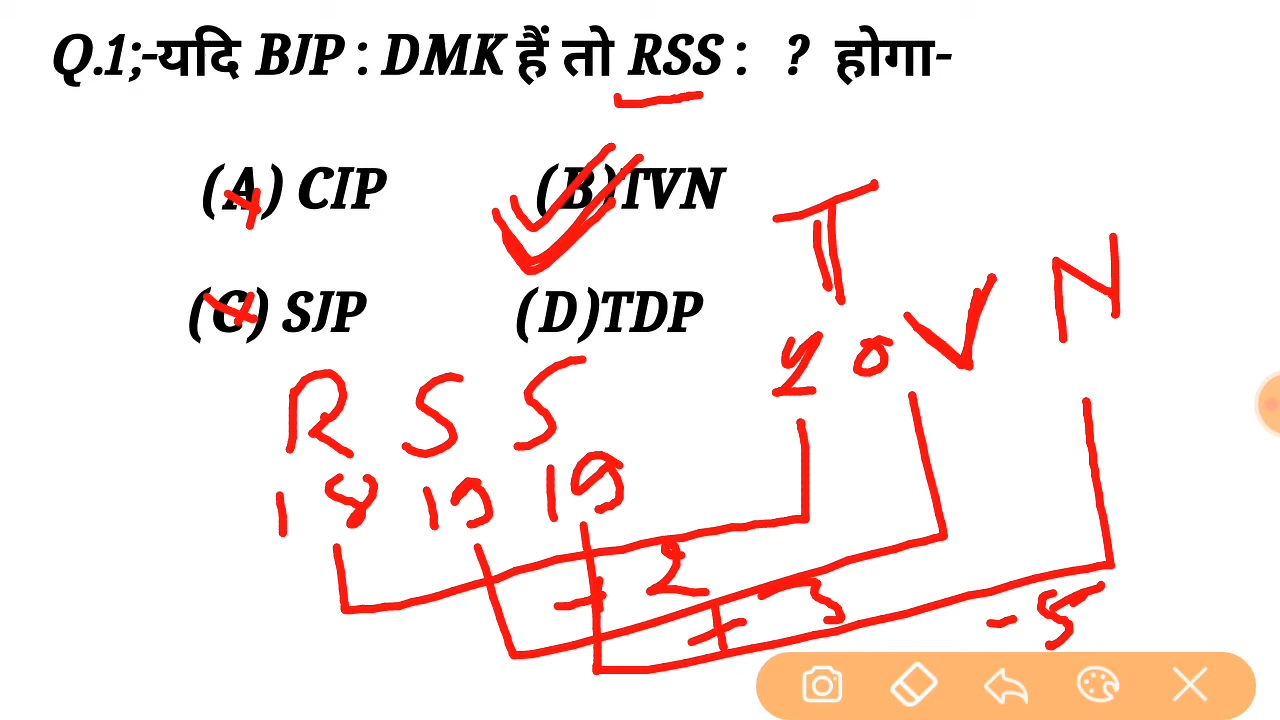 Q.1;-यदि BJP : DMK हैं तो RSS : ? होगा-
(A) CIP (B)TVN
(C) SJP (D)TDP
T V N
20
R S S
18 19 19
+2
+3 -5